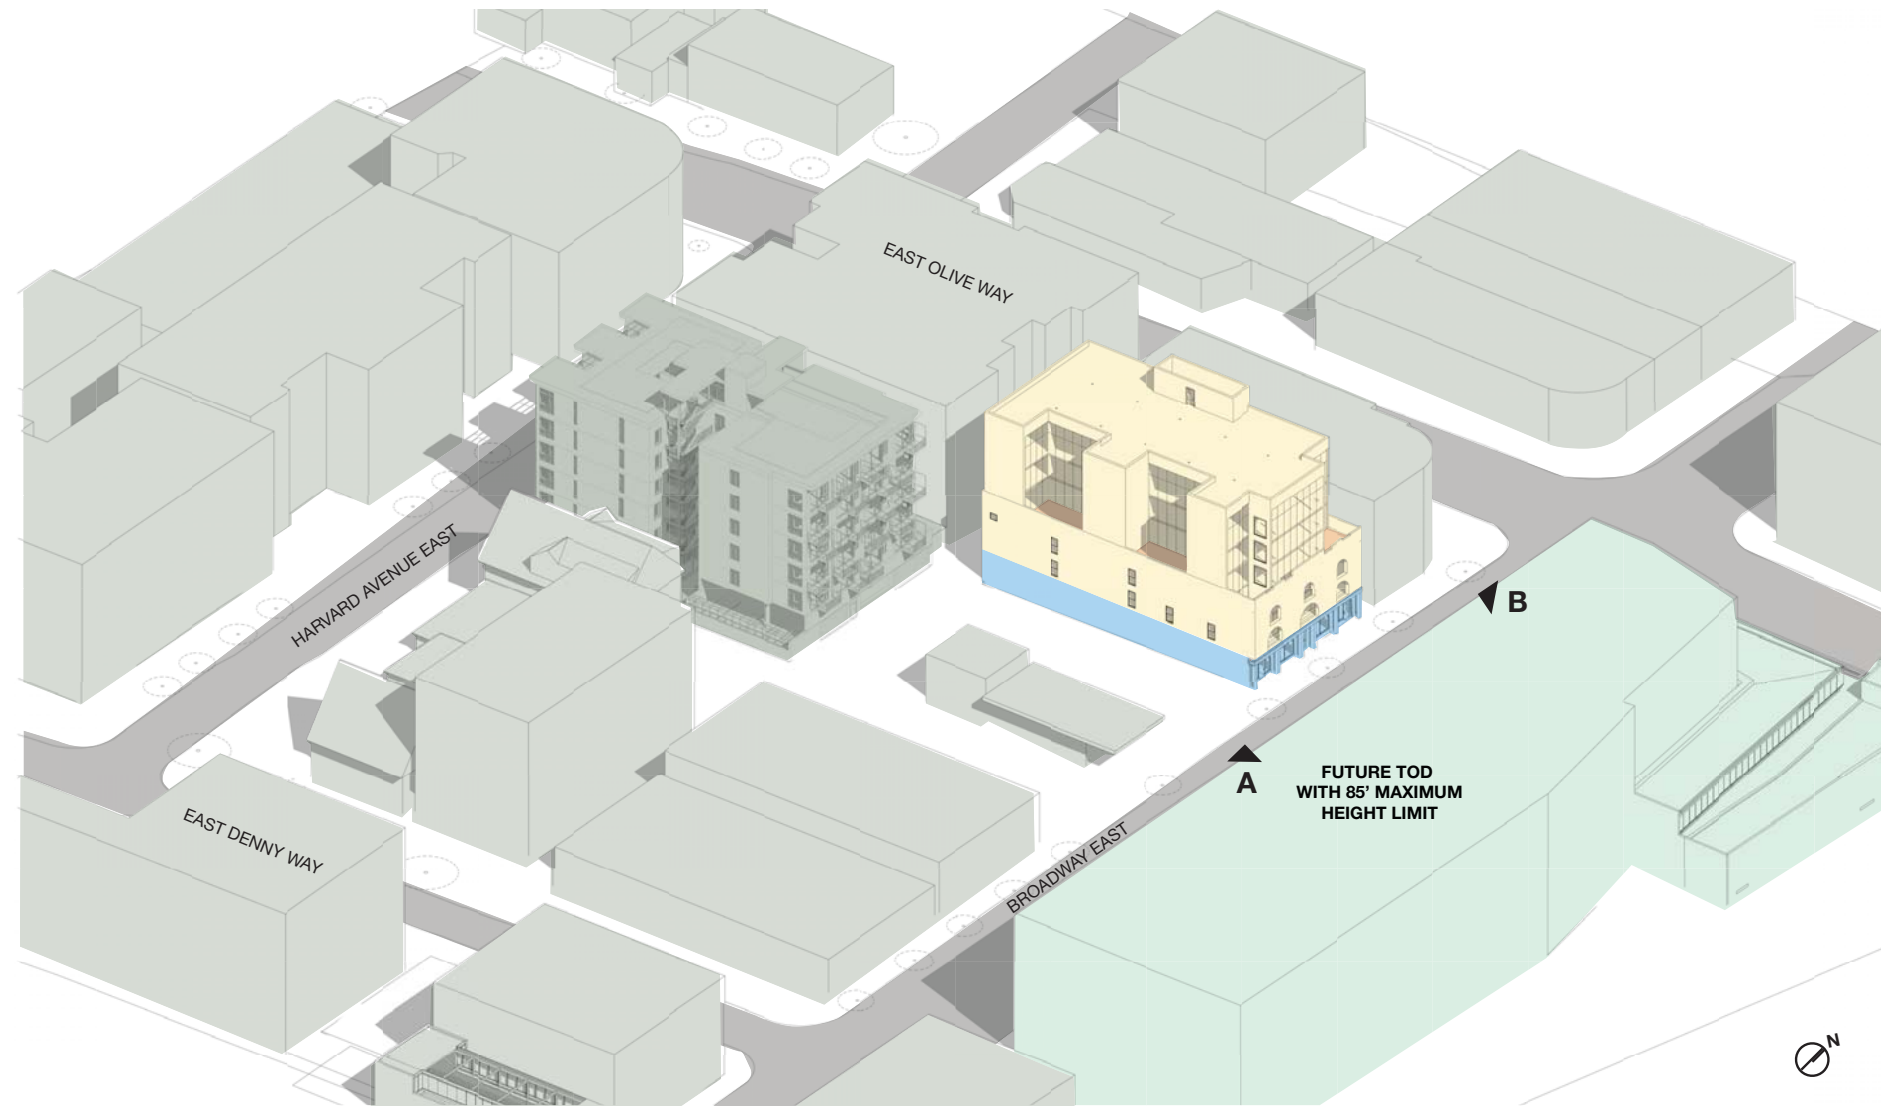 EAST OLIVE WAY
HARVARD AVENUE EAST
B
A
FUTURE TOD
WITH 85’ MAXIMUM
HEIGHT LIMIT
EAST DENNY WAY
BROADWAY EAST
N